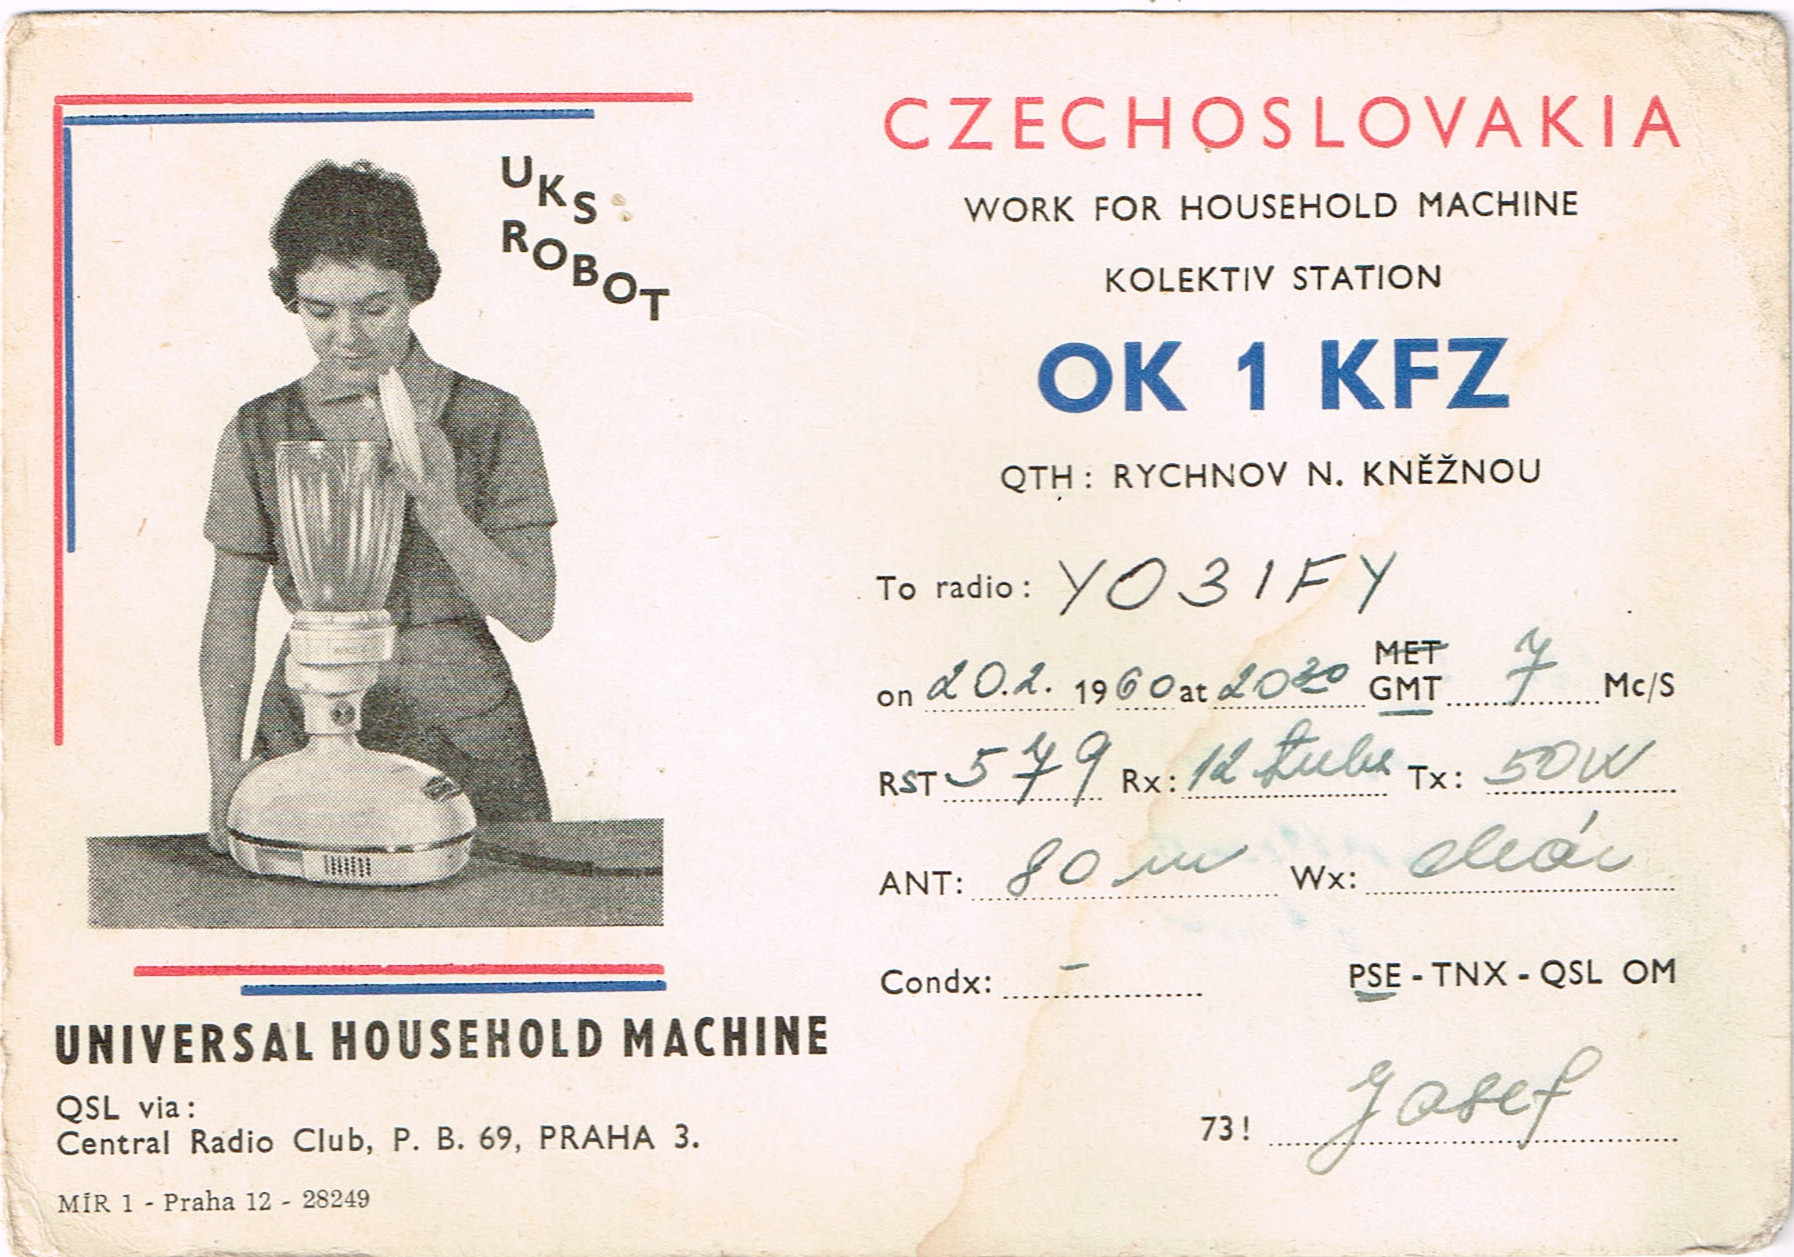 UKS
ROBOT
UNIVERSAL HOUSEHOLD MACHINE
QSL via:
Central Radio Club, P. B. 69, PRAHA 3.
MÍR 1 - Praha 12 - 28249
CZECHOSLOVAKIA
WORK FOR HOUSEHOLD MACHINE
KOLEKTIV STATION
OK 1 KFZ
QTH: RYCHNOV N. KNĚŽNOU
To radio: YO3IFY
on 20.2. 1960 at 20 MET GMT 7 Mc/S
RST 579 Rx: 12 tube Tx: 50W
ANT: 80 m Wx:
Condx: -
PSE - TNX - QSL OM
73! Josef